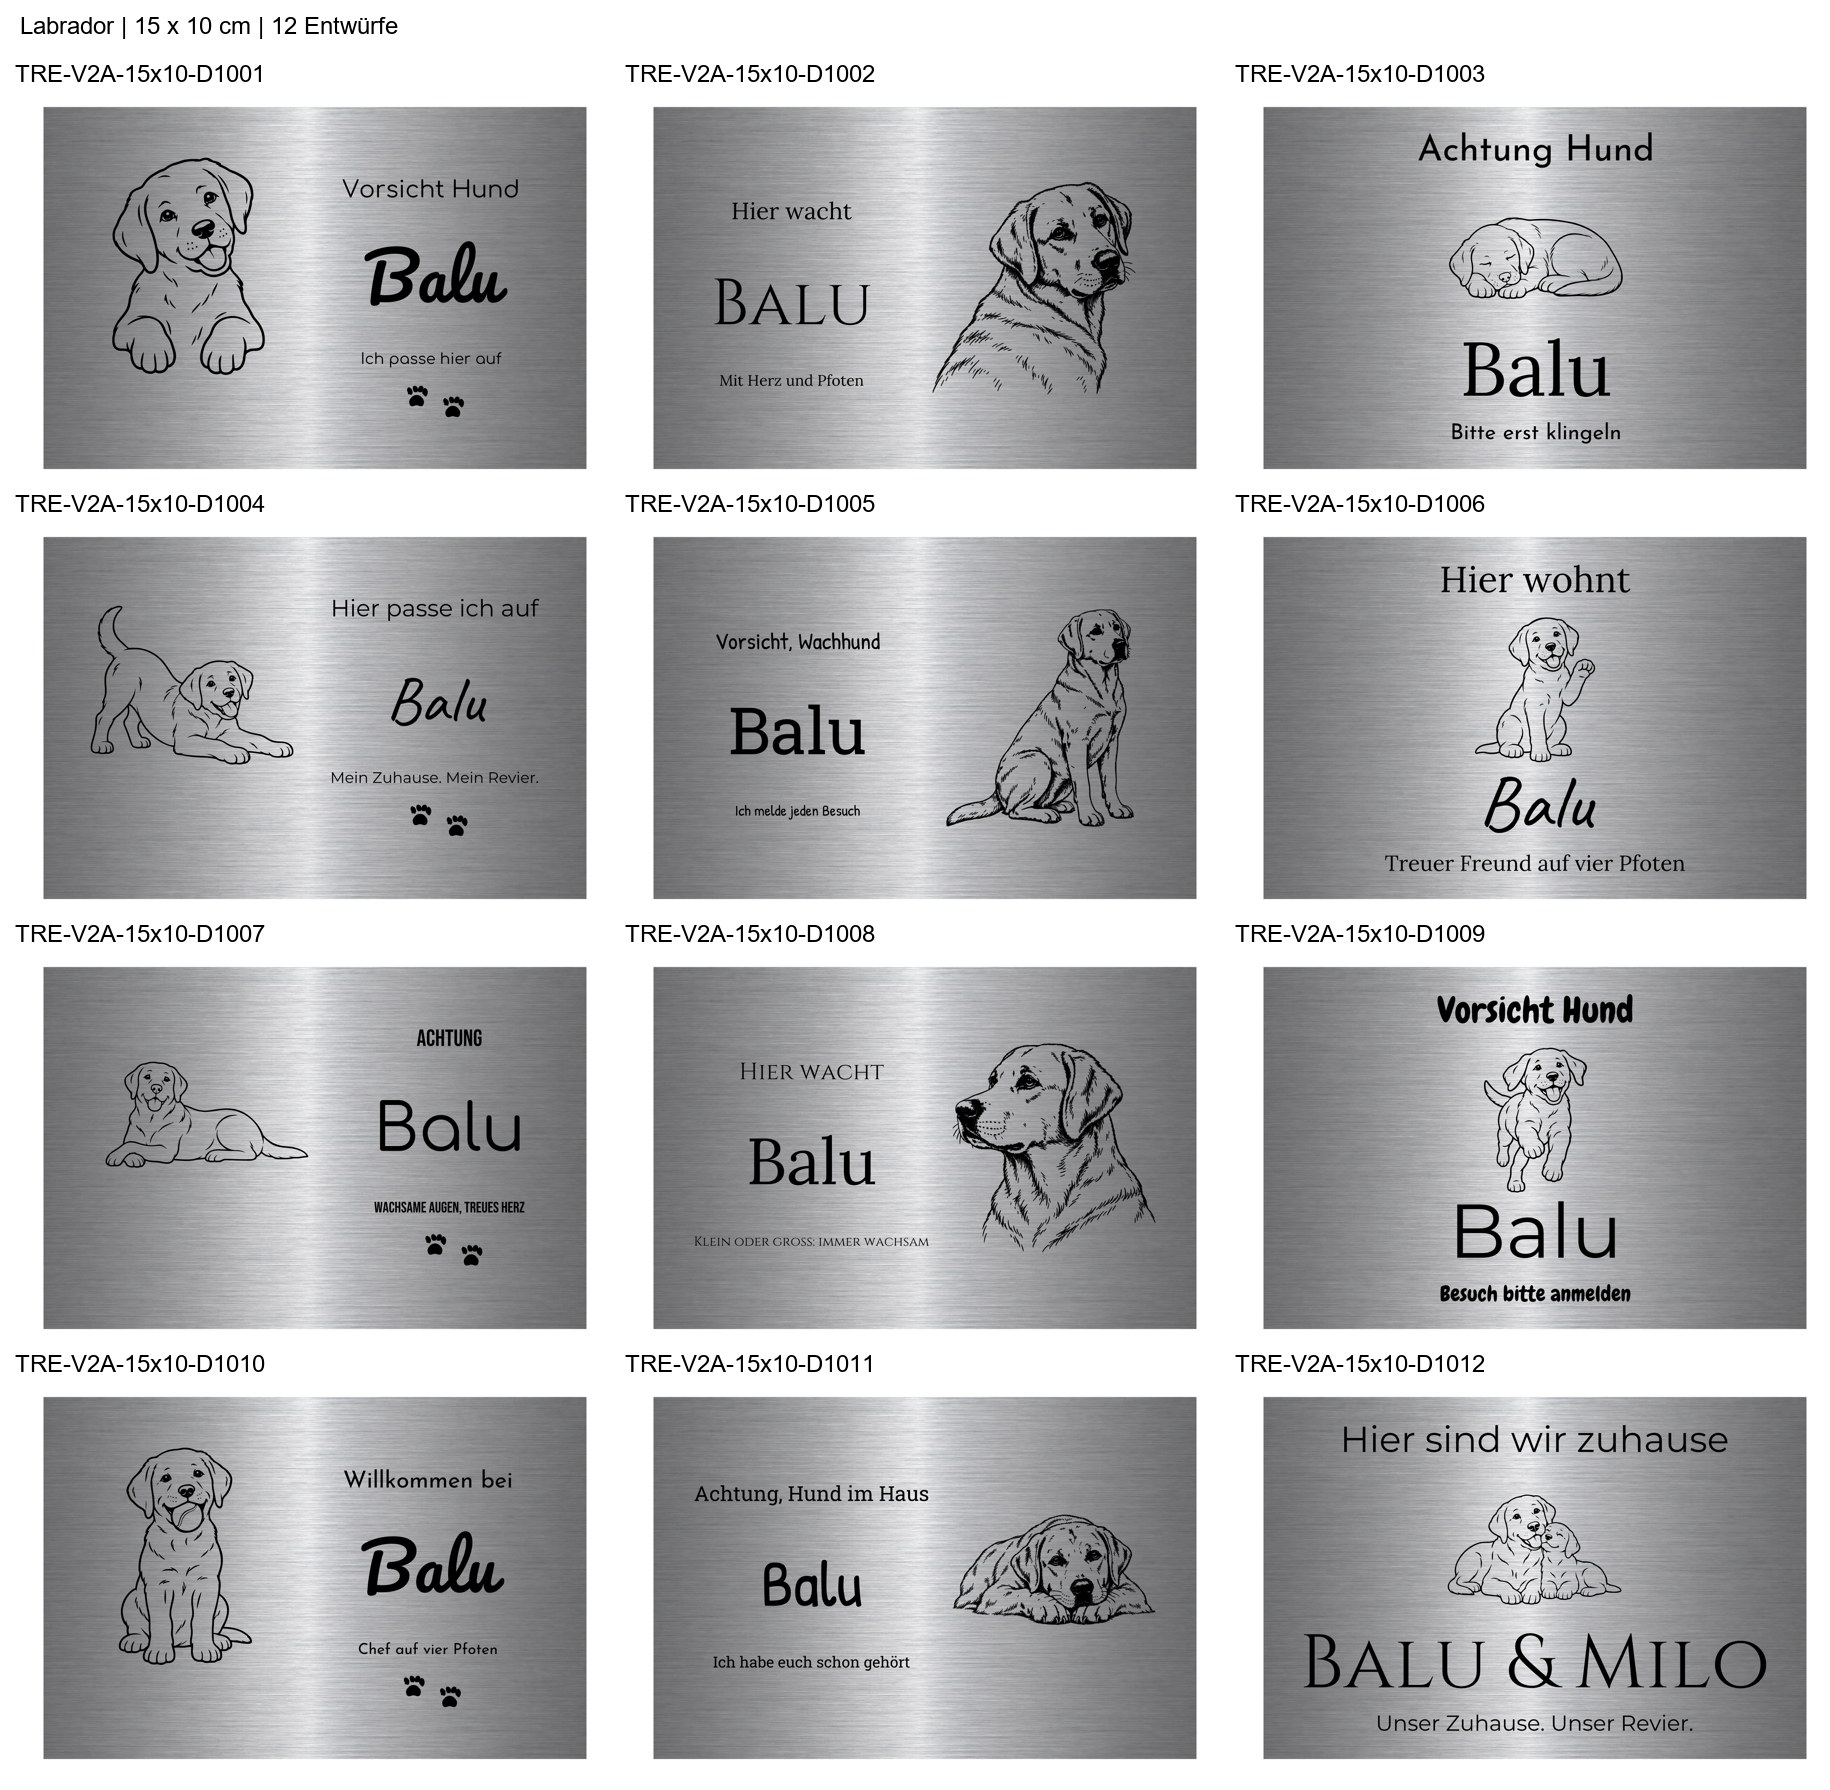 Labrador | 15 x 10 cm | 12 Entwürfe
TRE-V2A-15x10-D1001
Vorsicht Hund
Balu
Ich passe hier auf
TRE-V2A-15x10-D1002
Hier wacht
BALU
Mit Herz und Pfoten
TRE-V2A-15x10-D1003
Achtung Hund
Balu
Bitte erst klingeln
TRE-V2A-15x10-D1004
Hier passe ich auf
Balu
Mein Zuhause. Mein Revier.
TRE-V2A-15x10-D1005
Vorsicht, Wachhund
Balu
Ich melde jeden Besuch
TRE-V2A-15x10-D1006
Hier wohnt
Balu
Treuer Freund auf vier Pfoten
TRE-V2A-15x10-D1007
ACHTUNG
Balu
WACHSAME AUGEN, TREUES HERZ
TRE-V2A-15x10-D1008
HIER WACHT
Balu
KLEIN ODER GROSS: IMMER WACHSAM
TRE-V2A-15x10-D1009
Vorsicht Hund
Balu
Besuch bitte anmelden
TRE-V2A-15x10-D1010
Willkommen bei
Balu
Chef auf vier Pfoten
TRE-V2A-15x10-D1011
Achtung, Hund im Haus
Balu
Ich habe euch schon gehört
TRE-V2A-15x10-D1012
Hier sind wir zuhause
BALU & MILO
Unser Zuhause. Unser Revier.